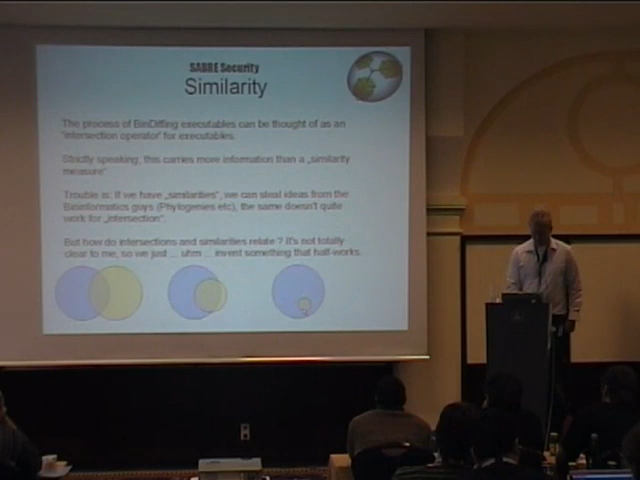 SABRE Security
Similarity
The process of BinDiffing executables can be thought of as an
'intersection operator' for executables.
Strictly speaking, this carries more information than a „similarity
measure"
Trouble is: If we have „similarities", we can steal ideas from the
Bioinformatics guys (Phylogenies etc), the same doesn't quite
work for „intersection".
But how do intersections and similarities relate ? It's not totally
clear to me, so we just ... uhm ... invent something that half-works.